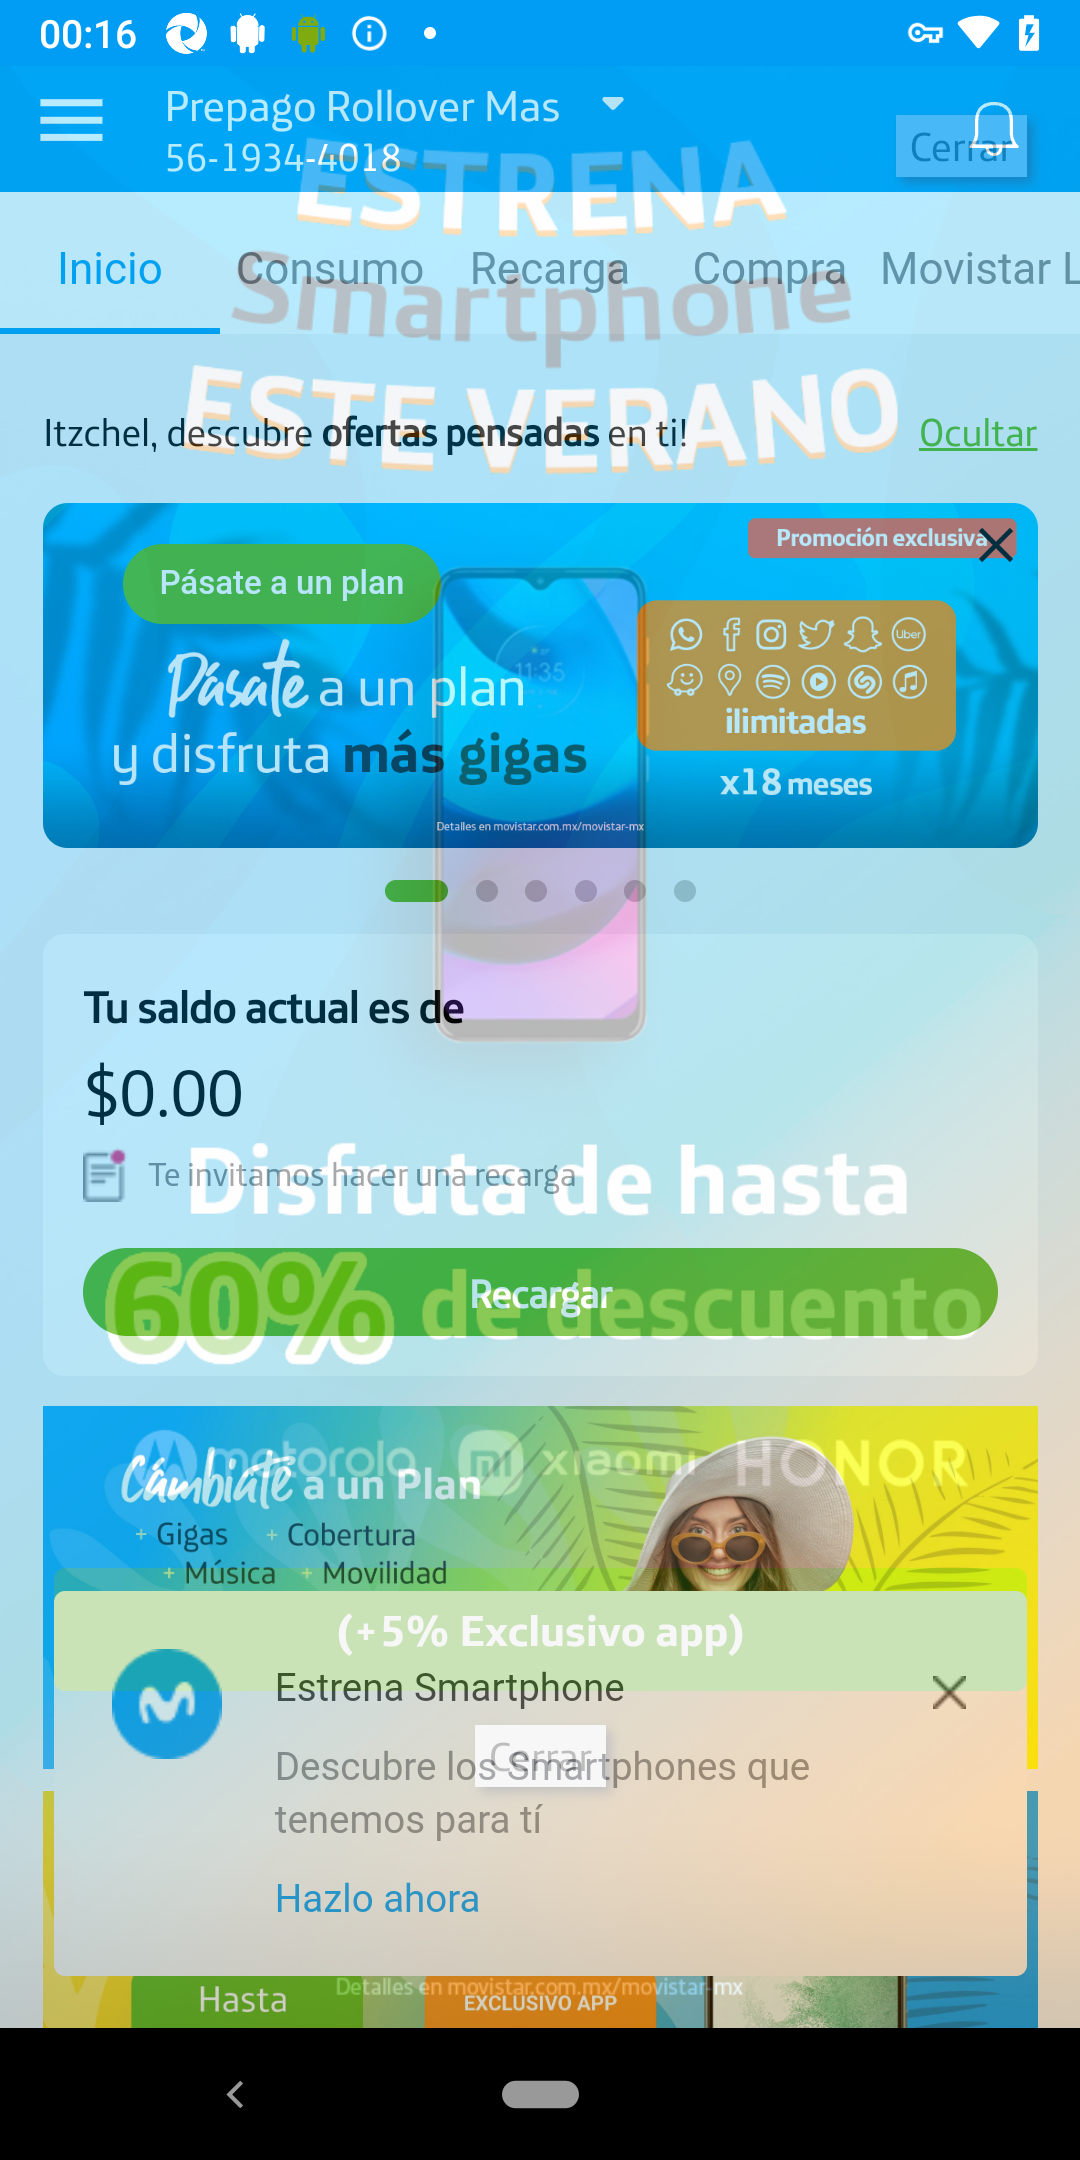 00:16
Prepago Rollover Mas
56-1934-4018
Cerrar
ESTRENA
Smartphone
ESTE VERANO
Inicio
Consumo
Recarga
Compra
Movistar L
Itzchel, descubre ofertas pensadas en ti!
Ocultar
Promoción exclusiva
Pásate a un plan
11:35
Uber
Pásate a un plan
y disfruta más gigas
ilimitadas
x18 meses
Detalles en movistar.com.mx/movistar-mx
Tu saldo actual es de
$0.00
Te invitamos hacer una recarga
Disfruta de hasta
60% de descuento
Recargar
motorola
xiaomi
HONOR
Cámbiate a un Plan
+ Gigas + Cobertura
+ Música + Movilidad
(+5% Exclusivo app)
Estrena Smartphone
Cerrar
Descubre los Smartphones que
tenemos para tí
Hazlo ahora
Detalles en movistar.com.mx/movistar-mx
Hasta
EXCLUSIVO APP